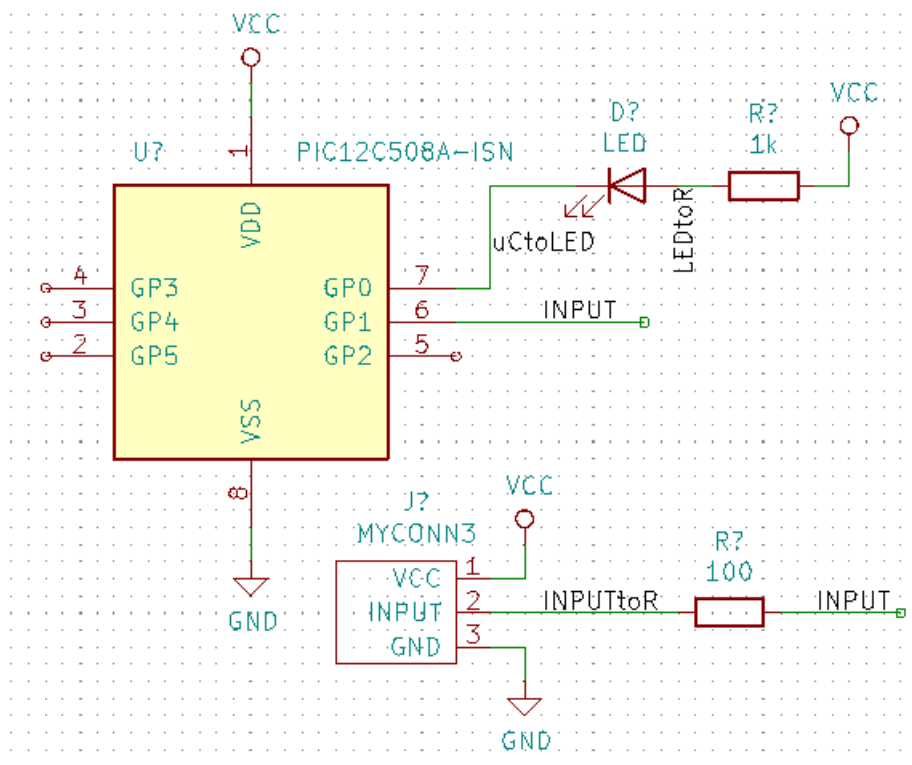 VCC
U?
PIC12C508A-ISN
1
VDD
D?
LED
R?
1k
VCC
uCtoLED
LEDtoR
4
GP3
GP0
7
3
GP4
GP1
6
INPUT
2
GP5
GP2
5
VSS
8
GND
J?
MYCONN3
VCC
VCC
1
INPUT
2
INPUTtoR
GND
3
GND
R?
100
INPUT